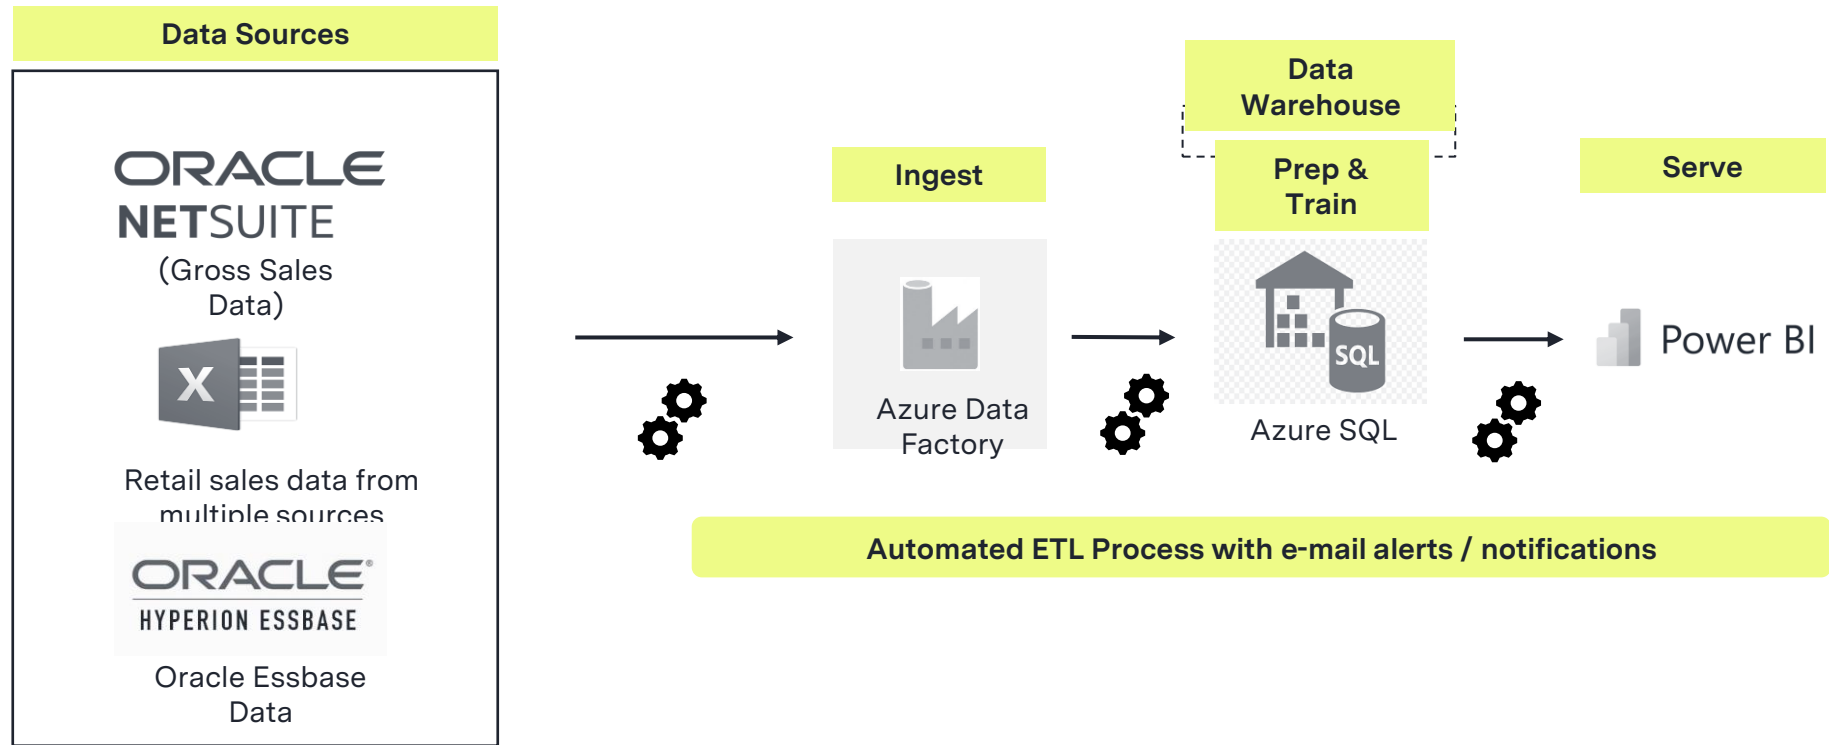 Data Sources
ORACLE
NETSUITE
(Gross Sales
Data)
X
Retail sales data from
multiple sources
ORACLE®
HYPERION ESSBASE
Oracle Essbase
Data
Ingest
Azure Data
Factory
Data
Warehouse
Prep &
Train
SQL
Azure SQL
Serve
Power BI
Automated ETL Process with e-mail alerts / notifications